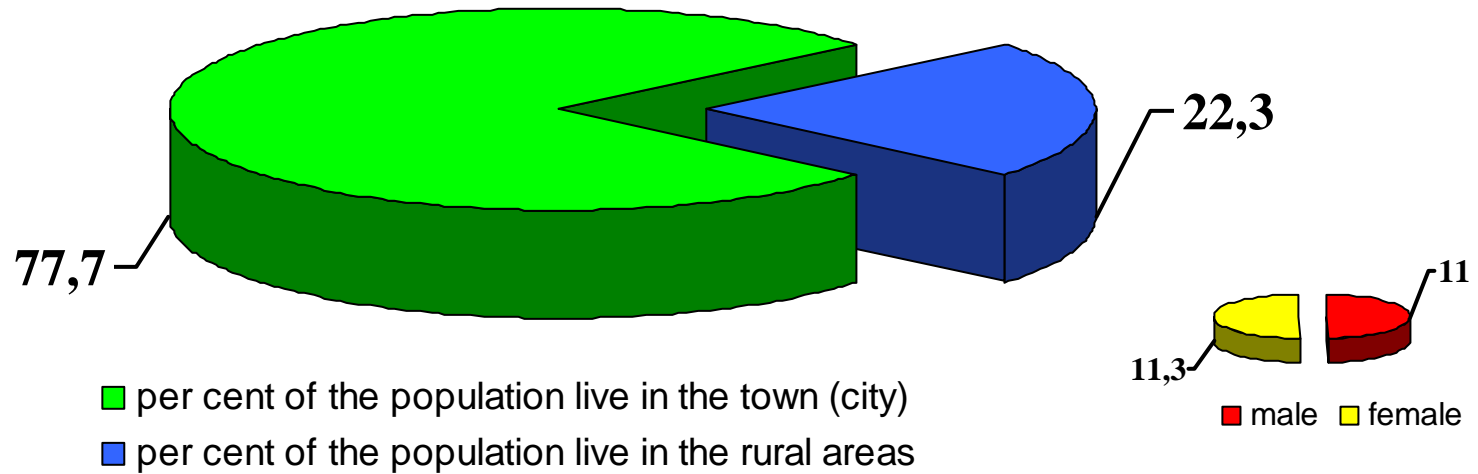 22,3
77,7
11
11,3
per cent of the population live in the town (city)
per cent of the population live in the rural areas
male female